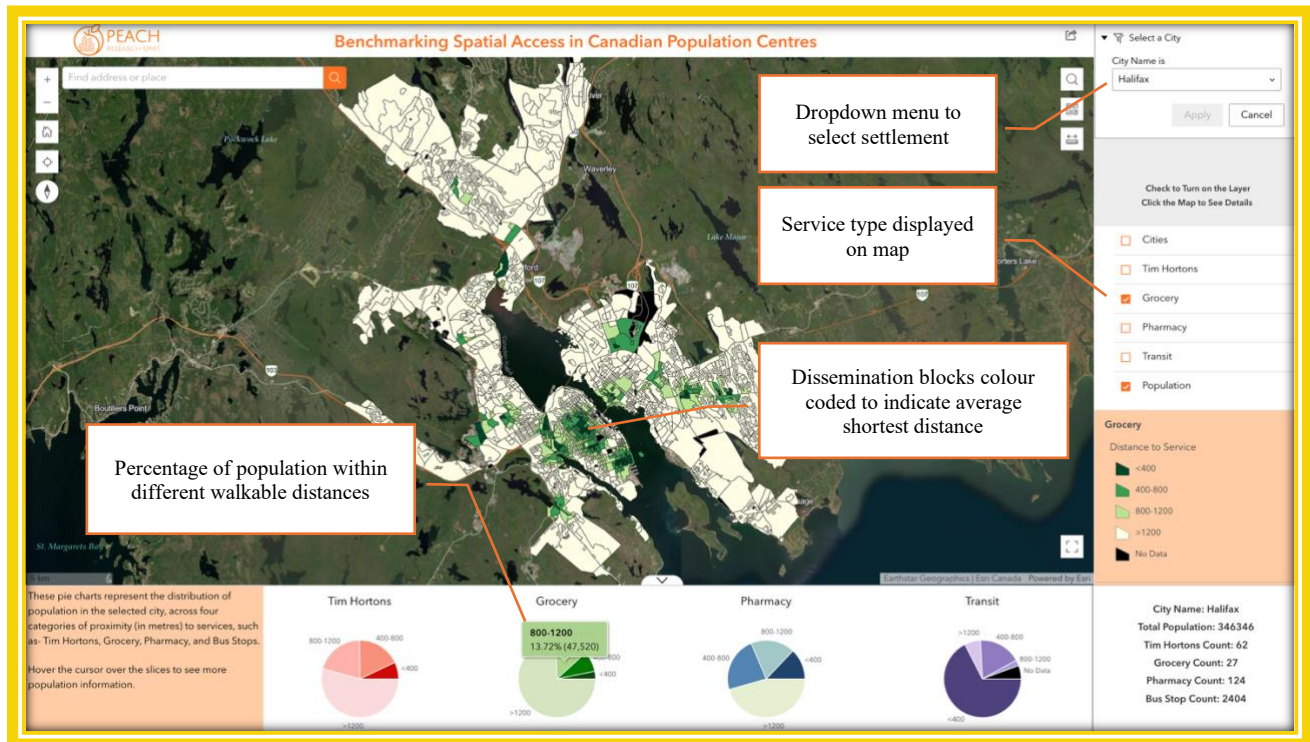 PEACH
RESEARCH UNIT
Benchmarking Spatial Access in Canadian Population Centres
Select a City
City Name is
Halifax
Apply
Cancel
Find address or place
Dropdown menu to
select settlement
Pockwock Lake
Waverley
Check to Turn on the Layer
Click the Map to See Details
Service type displayed
on map
Lake Major
107
107
107
103
Cities
Tim Hortons
Grocery
Pharmacy
Transit
Population
Dissemination blocks colour
coded to indicate average
shortest distance
Boutiliers Point
Percentage of population within
different walkable distances
Grocery
Distance to Service
<400
400-800
800-1200
>1200
No Data
St. Margarets Bay
5 km
Earthstar Geographics | Esri Canada Powered by Esri
These pie charts represent the distribution of
population in the selected city, across four
categories of proximity (in metres) to services, such
as- Tim Hortons, Grocery, Pharmacy, and Bus Stops.
Hover the cursor over the slices to see more
population information.
Tim Hortons
800-1200
400-800
<400
>1200
Grocery
800-1200
13.72% (47,520)
400-800
<400
>1200
Pharmacy
800-1200
400-800
<400
>1200
Transit
>1200
400-800
800-1200
No Data
<400
City Name: Halifax
Total Population: 346346
Tim Hortons Count: 62
Grocery Count: 27
Pharmacy Count: 124
Bus Stop Count: 2404